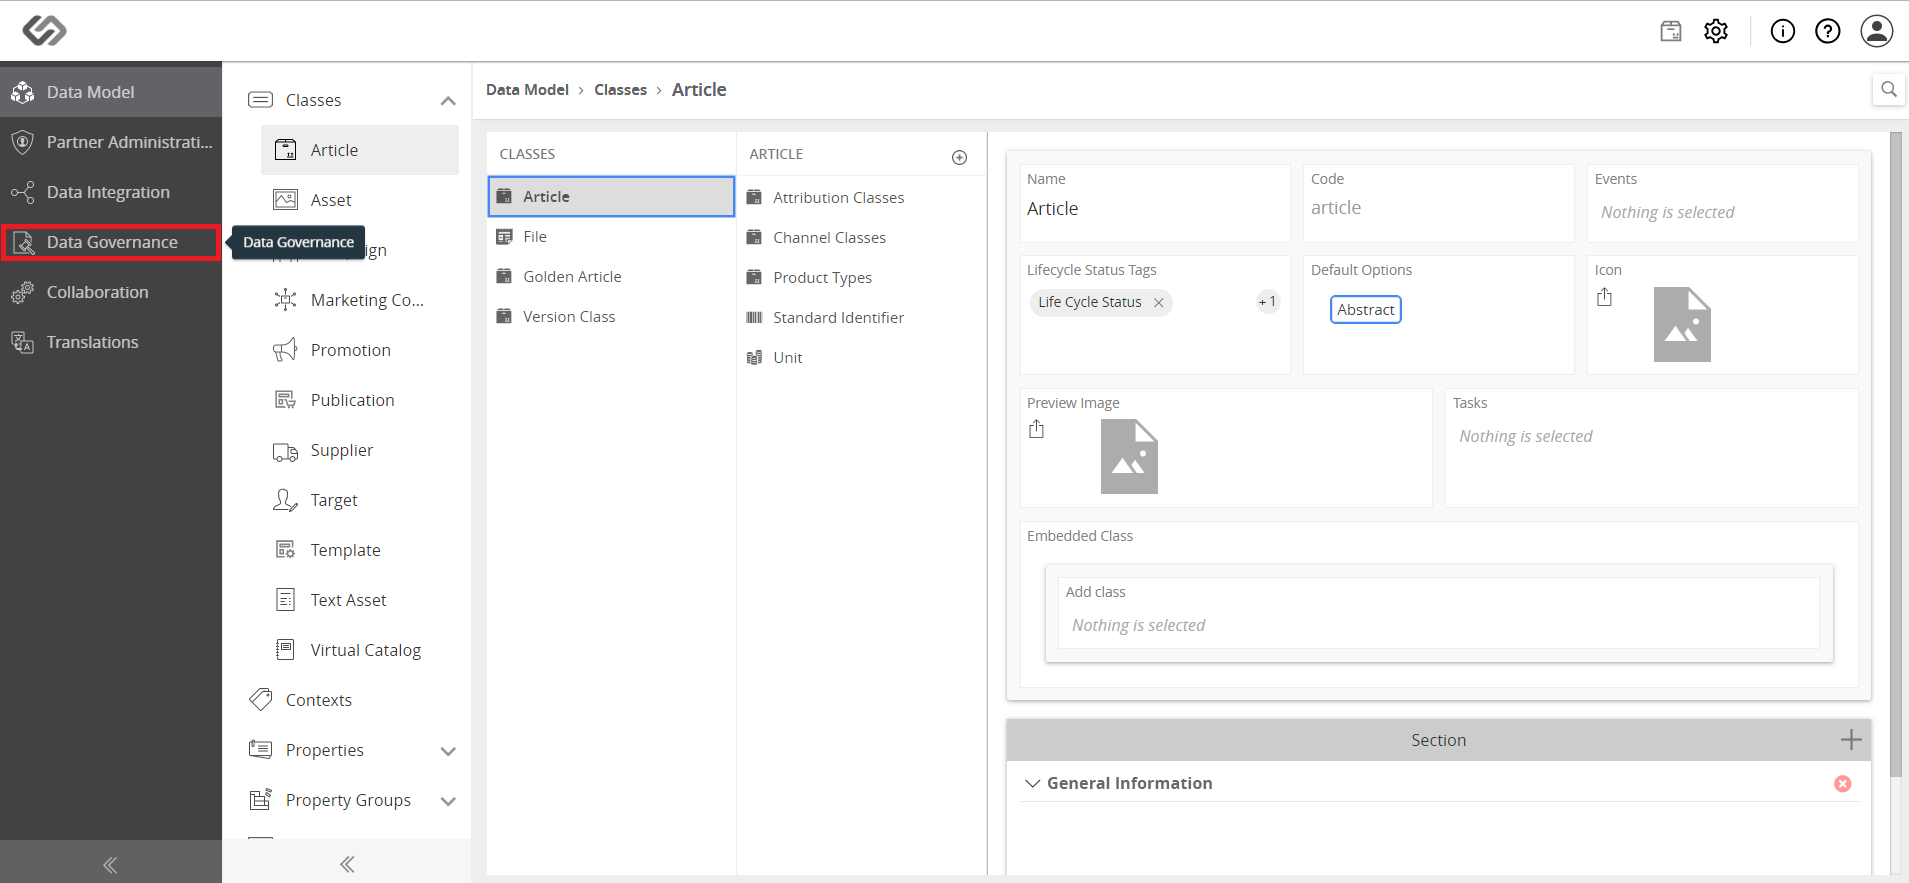 Data Model
Partner Administrati...
Data Integration
Data Governance
Collaboration
Translations
Data Governance
Classes
Article
Asset
ign
Marketing Co...
Promotion
Publication
Supplier
Target
Template
Text Asset
Virtual Catalog
Contexts
Properties
Property Groups
Data Model › Classes › Article
CLASSES
Article
File
Golden Article
Version Class
ARTICLE
Attribution Classes
Channel Classes
Product Types
Standard Identifier
Unit
Name
Article
Code
article
Events
Nothing is selected
Lifecycle Status Tags
Life Cycle Status
+1
Default Options
Abstract
Icon
Preview Image
Tasks
Nothing is selected
Embedded Class
Add class
Nothing is selected
Section
General Information